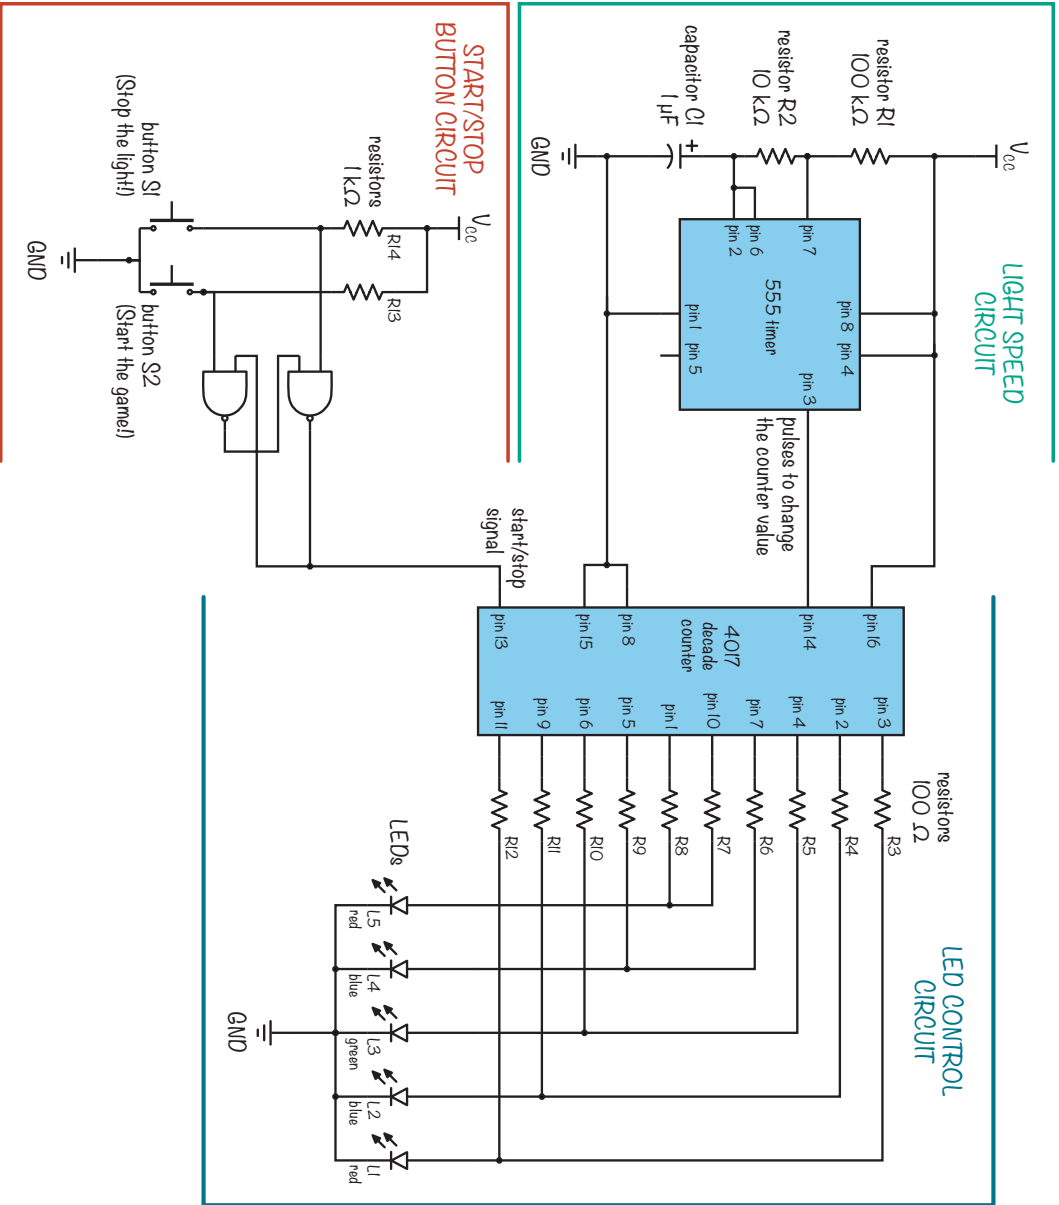 LIGHT SPEED
CIRCUIT
V
CC
resistor R1
100 kΩ
resistor R2
10 kΩ
capacitor C1
1 µF
+
GND
pin 7
pin 6
pin 2
555 timer
pin 8
pin 4
pin 1
pin 5
pin 3
pulses to change
the counter value
START/STOP
BUTTON CIRCUIT
V
CC
resistors
1 kΩ
R14
R13
button S1
(Stop the light!)
button S2
(Start the game!)
GND
start/stop
signal
LED CONTROL
CIRCUIT
pin 16
pin 14
pin 8
pin 15
pin 13
4017
decade
counter
pin 3
pin 2
pin 4
pin 7
pin 10
pin 1
pin 5
pin 6
pin 9
pin 11
resistors
100 Ω
R3
R4
R5
R6
R7
R8
R9
R10
R11
R12
LEDs
L5
red
L4
blue
L3
green
L2
blue
L1
red
GND